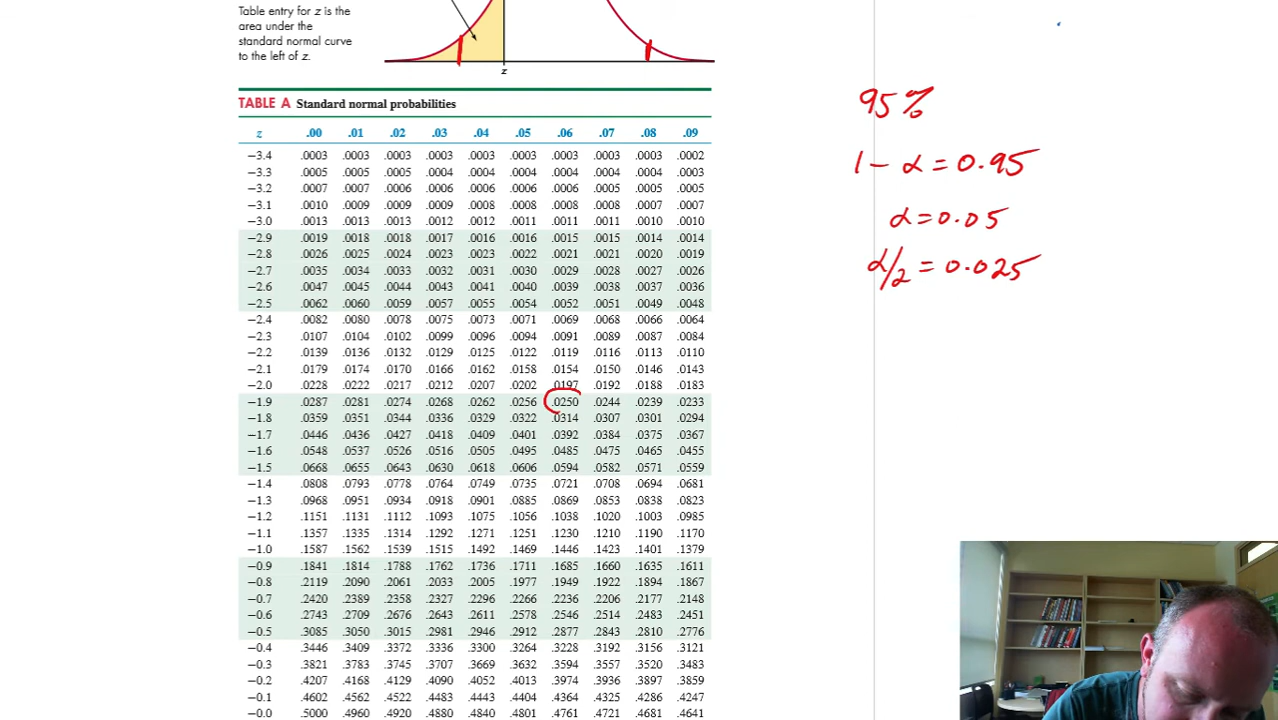 Table entry for z is the
area under the
standard normal curve
to the left of z.
z
TABLE A Standard normal probabilities
z .00 .01 .02 .03 .04 .05 .06 .07 .08 .09
−3.4 .0003 .0003 .0003 .0003 .0003 .0003 .0003 .0003 .0003 .0002
−3.3 .0005 .0005 .0005 .0004 .0004 .0004 .0004 .0004 .0004 .0003
−3.2 .0007 .0007 .0006 .0006 .0006 .0006 .0006 .0005 .0005 .0005
−3.1 .0010 .0009 .0009 .0009 .0008 .0008 .0008 .0008 .0007 .0007
−3.0 .0013 .0013 .0013 .0012 .0012 .0011 .0011 .0011 .0010 .0010
−2.9 .0019 .0018 .0018 .0017 .0016 .0016 .0015 .0015 .0014 .0014
−2.8 .0026 .0025 .0024 .0023 .0023 .0022 .0021 .0021 .0020 .0019
−2.7 .0035 .0034 .0033 .0032 .0031 .0030 .0029 .0028 .0027 .0026
−2.6 .0047 .0045 .0044 .0043 .0041 .0040 .0039 .0038 .0037 .0036
−2.5 .0062 .0060 .0059 .0057 .0055 .0054 .0052 .0051 .0049 .0048
−2.4 .0082 .0080 .0078 .0075 .0073 .0071 .0069 .0068 .0066 .0064
−2.3 .0107 .0104 .0102 .0099 .0096 .0094 .0091 .0089 .0087 .0084
−2.2 .0139 .0136 .0132 .0129 .0125 .0122 .0119 .0116 .0113 .0110
−2.1 .0179 .0174 .0170 .0166 .0162 .0158 .0154 .0150 .0146 .0143
−2.0 .0228 .0222 .0217 .0212 .0207 .0202 .0197 .0192 .0188 .0183
−1.9 .0287 .0281 .0274 .0268 .0262 .0256 .0250 .0244 .0239 .0233
−1.8 .0359 .0351 .0344 .0336 .0329 .0322 .0314 .0307 .0301 .0294
−1.7 .0446 .0436 .0427 .0418 .0409 .0401 .0392 .0384 .0375 .0367
−1.6 .0548 .0537 .0526 .0516 .0505 .0495 .0485 .0475 .0465 .0455
−1.5 .0668 .0655 .0643 .0630 .0618 .0606 .0594 .0582 .0571 .0559
−1.4 .0808 .0793 .0778 .0764 .0749 .0735 .0721 .0708 .0694 .0681
−1.3 .0968 .0951 .0934 .0918 .0901 .0885 .0869 .0853 .0838 .0823
−1.2 .1151 .1131 .1112 .1093 .1075 .1056 .1038 .1020 .1003 .0985
−1.1 .1357 .1335 .1314 .1292 .1271 .1251 .1230 .1210 .1190 .1170
−1.0 .1587 .1562 .1539 .1515 .1492 .1469 .1446 .1423 .1401 .1379
−0.9 .1841 .1814 .1788 .1762 .1736 .1711 .1685 .1660 .1635 .1611
−0.8 .2119 .2090 .2061 .2033 .2005 .1977 .1949 .1922 .1894 .1867
−0.7 .2420 .2389 .2358 .2327 .2296 .2266 .2236 .2206 .2177 .2148
−0.6 .2743 .2709 .2676 .2643 .2611 .2578 .2546 .2514 .2483 .2451
−0.5 .3085 .3050 .3015 .2981 .2946 .2912 .2877 .2843 .2810 .2776
−0.4 .3446 .3409 .3372 .3336 .3300 .3264 .3228 .3192 .3156 .3121
−0.3 .3821 .3783 .3745 .3707 .3669 .3632 .3594 .3557 .3520 .3483
−0.2 .4207 .4168 .4129 .4090 .4052 .4013 .3974 .3936 .3897 .3859
−0.1 .4602 .4562 .4522 .4483 .4443 .4404 .4364 .4325 .4286 .4247
−0.0 .5000 .4960 .4920 .4880 .4840 .4801 .4761 .4721 .4681 .4641
95%
1 − α = 0.95
α = 0.05
α/2 = 0.025